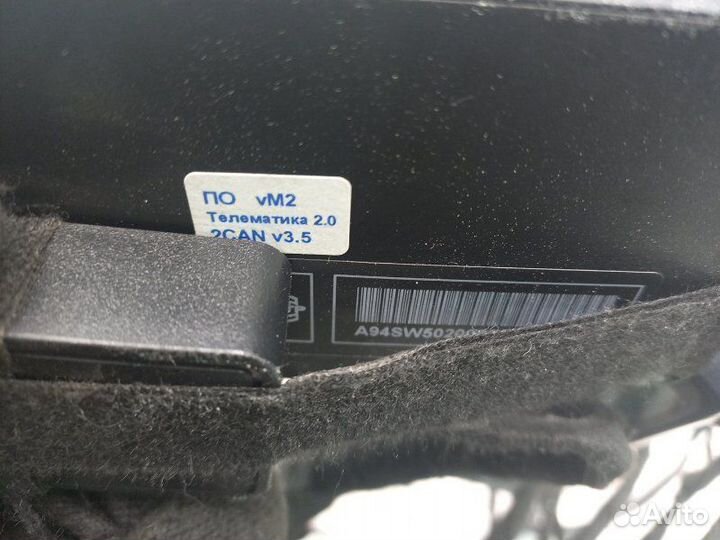 ПО vM2
Телематика 2.0
2CAN v3.5
Avito